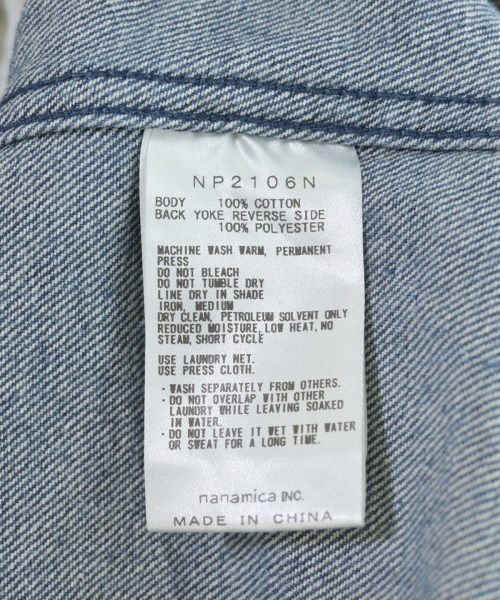 NP2106N
BODY 100% COTTON
BACK YOKE REVERSE SIDE
100% POLYESTER
MACHINE WASH WARM, PERMANENT
PRESS
DO NOT BLEACH
DO NOT TUMBLE DRY
LINE DRY IN SHADE
IRON, MEDIUM
DRY CLEAN, PETROLEUM SOLVENT ONLY
REDUCED MOISTURE, LOW HEAT, NO
STEAM, SHORT CYCLE
USE LAUNDRY NET.
USE PRESS CLOTH.
・WASH SEPARATELY FROM OTHERS.
・DO NOT OVERLAP WITH OTHER
LAUNDRY WHILE LEAVING SOAKED
IN WATER.
・DO NOT LEAVE IT WET WITH WATER
OR SWEAT FOR A LONG TIME.
nanamica INC.
MADE IN CHINA